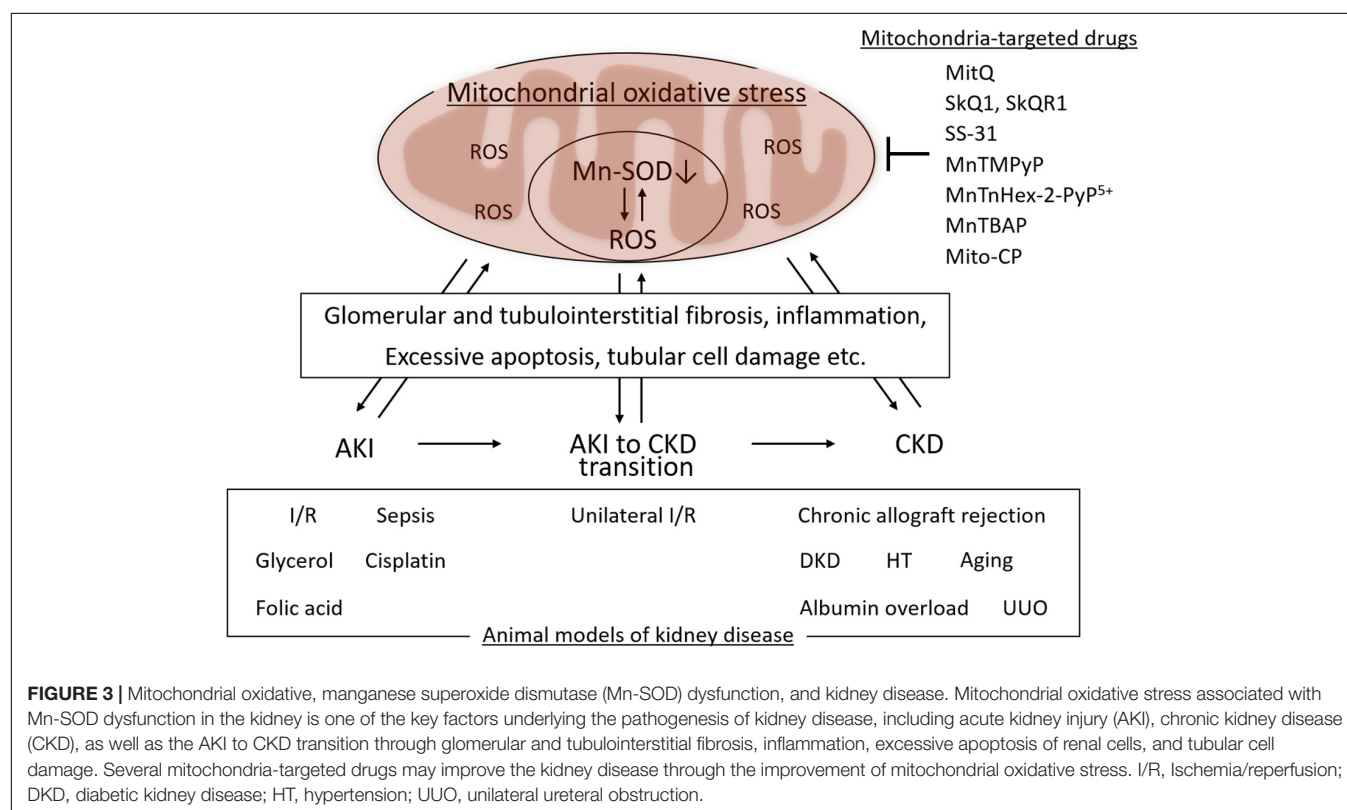 Mitochondria-targeted drugs
MitQ
SkQ1, SkQR1
SS-31
MnTMPyP
MnTnHex-2-PyP⁵⁺
MnTBAP
Mito-CP
Mitochondrial oxidative stress
ROS
ROS
Mn-SOD↓
ROS
ROS
ROS
Glomerular and tubulointerstitial fibrosis, inflammation,
Excessive apoptosis, tubular cell damage etc.
AKI
AKI to CKD
transition
CKD
I/R Sepsis Unilateral I/R Chronic allograft rejection
Glycerol Cisplatin DKD HT Aging
Folic acid Albumin overload UUO
Animal models of kidney disease
FIGURE 3 | Mitochondrial oxidative, manganese superoxide dismutase (Mn-SOD) dysfunction, and kidney disease. Mitochondrial oxidative stress associated with
Mn-SOD dysfunction in the kidney is one of the key factors underlying the pathogenesis of kidney disease, including acute kidney injury (AKI), chronic kidney disease
(CKD), as well as the AKI to CKD transition through glomerular and tubulointerstitial fibrosis, inflammation, excessive apoptosis of renal cells, and tubular cell
damage. Several mitochondria-targeted drugs may improve the kidney disease through the improvement of mitochondrial oxidative stress. I/R, Ischemia/reperfusion;
DKD, diabetic kidney disease; HT, hypertension; UUO, unilateral ureteral obstruction.